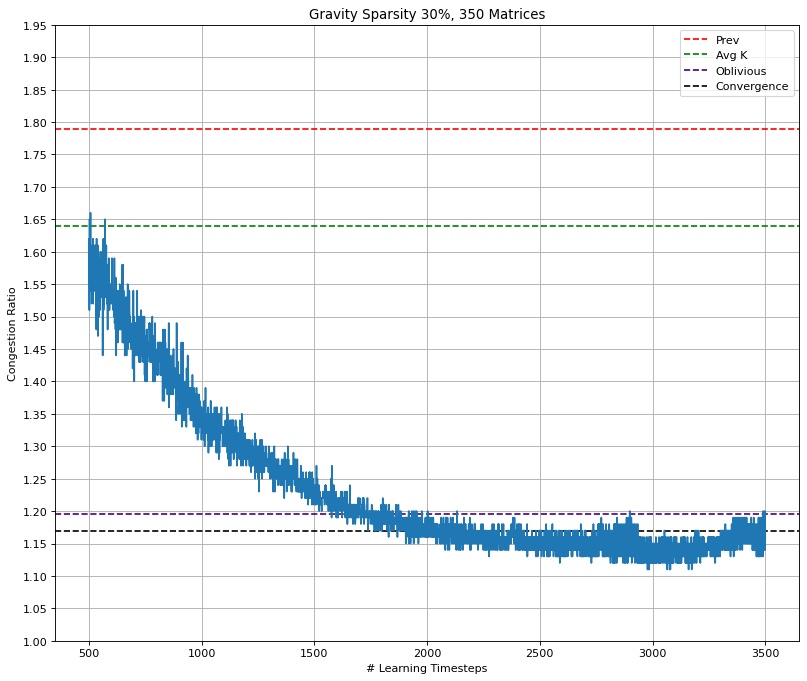 Gravity Sparsity 30%, 350 Matrices
1.95
1.90
1.85
1.80
1.75
1.70
1.65
1.60
1.55
1.50
1.45
1.40
1.35
1.30
1.25
1.20
1.15
1.10
1.05
1.00
Congestion Ratio
Prev
Avg K
Oblivious
Convergence
500 1000 1500 2000 2500 3000 3500
# Learning Timesteps